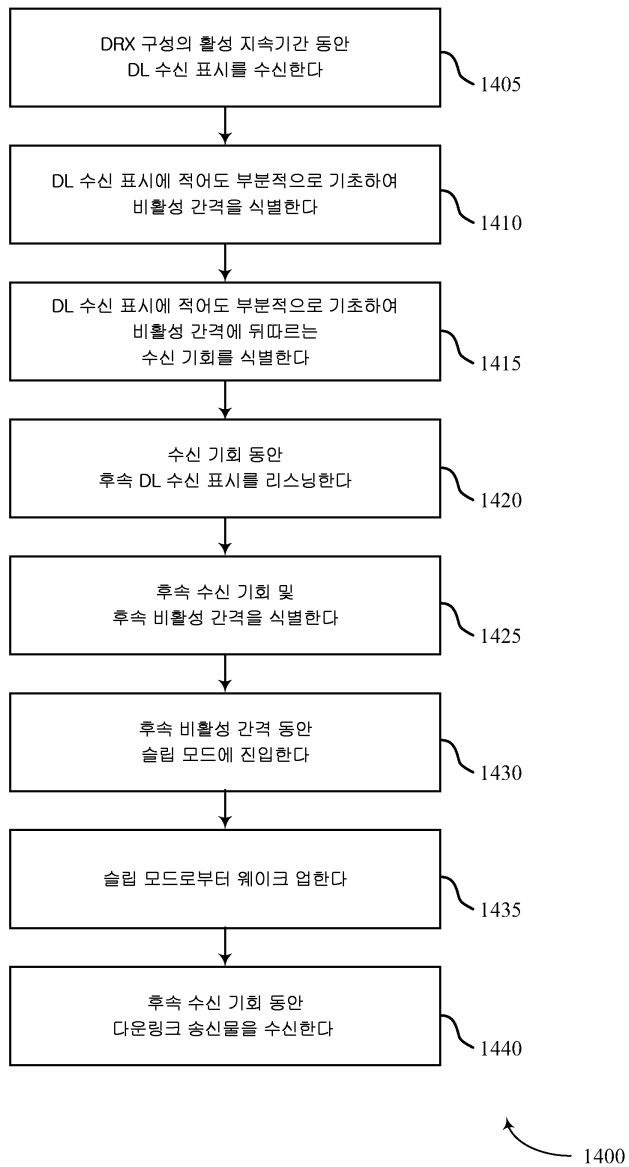 DRX 구성의 활성 지속기간 동안
DL 수신 표시를 수신한다
1405
DL 수신 표시에 적어도 부분적으로 기초하여
비활성 간격을 식별한다
1410
DL 수신 표시에 적어도 부분적으로 기초하여
비활성 간격에 뒤따르는
수신 기회를 식별한다
1415
수신 기회 동안
후속 DL 수신 표시를 리스닝한다
1420
후속 수신 기회 및
후속 비활성 간격을 식별한다
1425
후속 비활성 간격 동안
슬립 모드에 진입한다
1430
슬립 모드로부터 웨이크 업한다
1435
후속 수신 기회 동안
다운링크 송신물을 수신한다
1440
1400